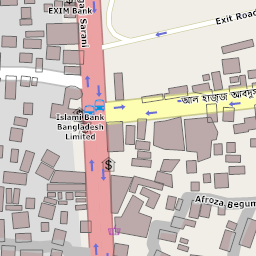 EXIM Bank
Sarani
Exit Road
আল হাজ্জ আবদুস
Islami Bank
Bangladesh
Limited
Afroza Begum